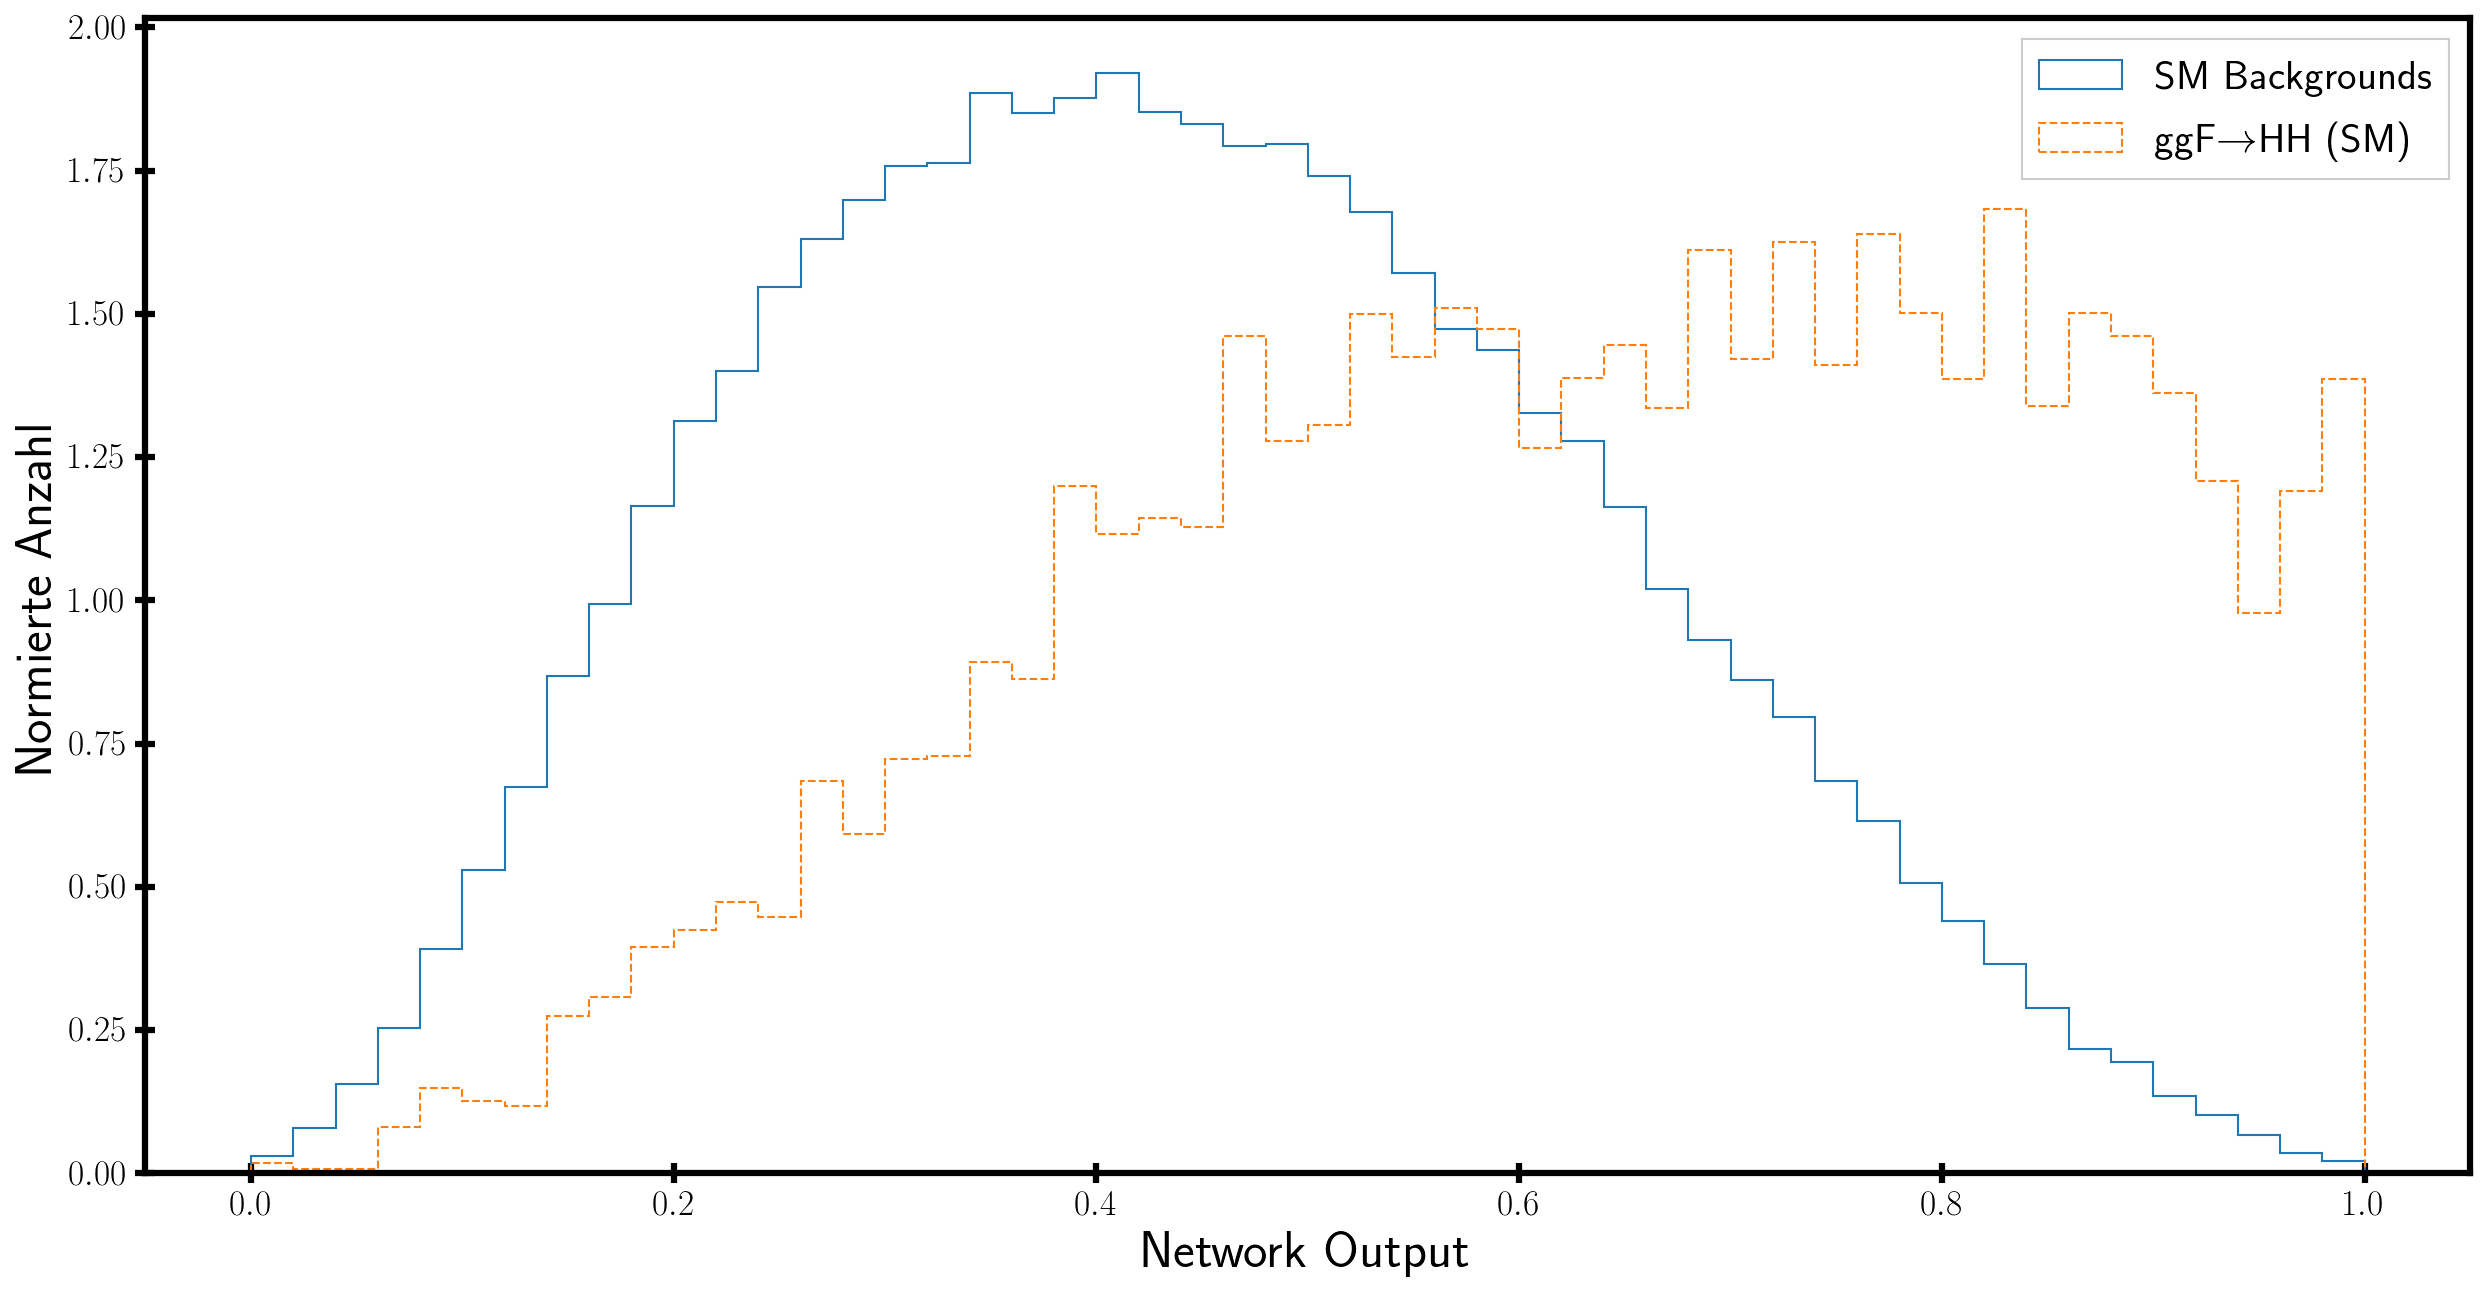 2.00
1.75
1.50
1.25
1.00
0.75
0.50
0.25
0.00
Normierte Anzahl
SM Backgrounds
ggF→HH (SM)
0.0 0.2 0.4 0.6 0.8 1.0
Network Output